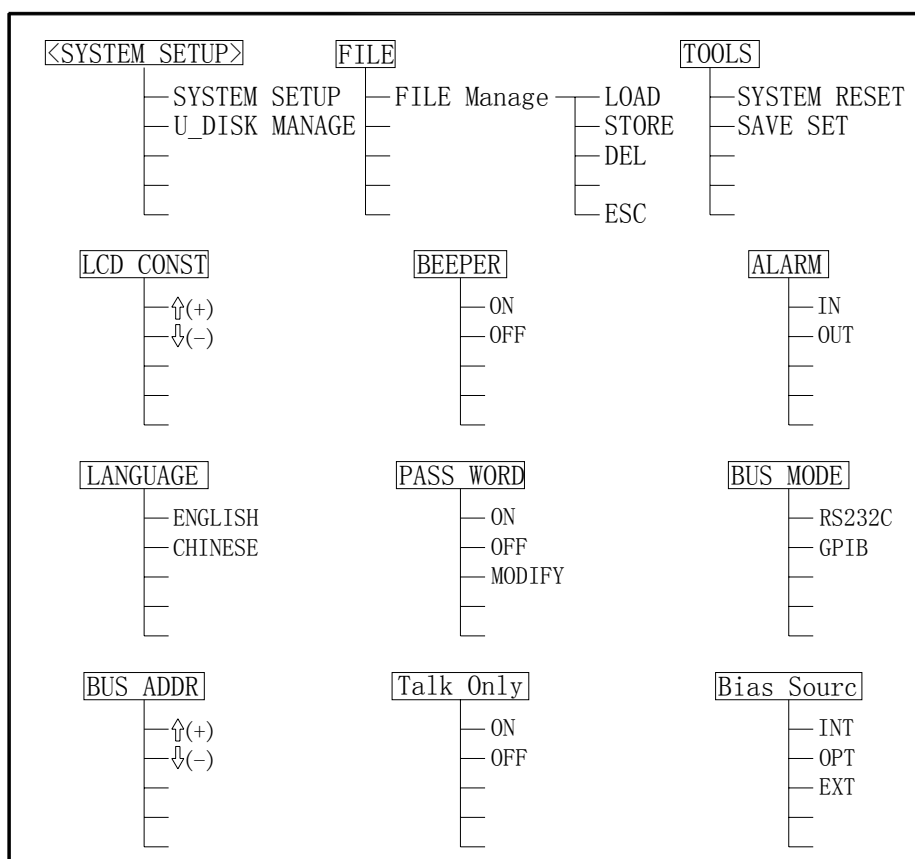 <SYSTEM SETUP>
SYSTEM SETUP
U_DISK MANAGE
FILE
FILE Manage
LOAD
STORE
DEL
ESC
TOOLS
SYSTEM RESET
SAVE SET
LCD CONST
⇧(+)
⇩(−)
BEEPER
ON
OFF
ALARM
IN
OUT
LANGUAGE
ENGLISH
CHINESE
PASS WORD
ON
OFF
MODIFY
BUS MODE
RS232C
GPIB
BUS ADDR
⇧(+)
⇩(−)
Talk Only
ON
OFF
Bias Sourc
INT
OPT
EXT